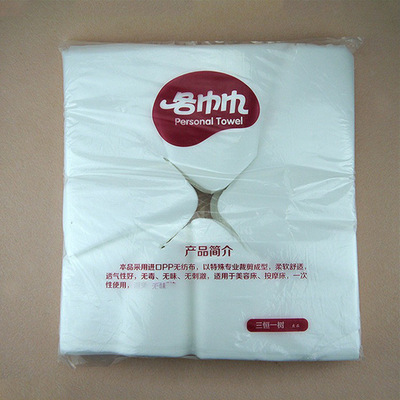 名巾巾
Personal Towel
产品简介
本品采用进口PP无纺布，以特殊专业裁剪成型，柔软舒适，
透气性好，无毒、无味、无刺激，适用于美容床、按摩床，一次
性使用，
三恒一树